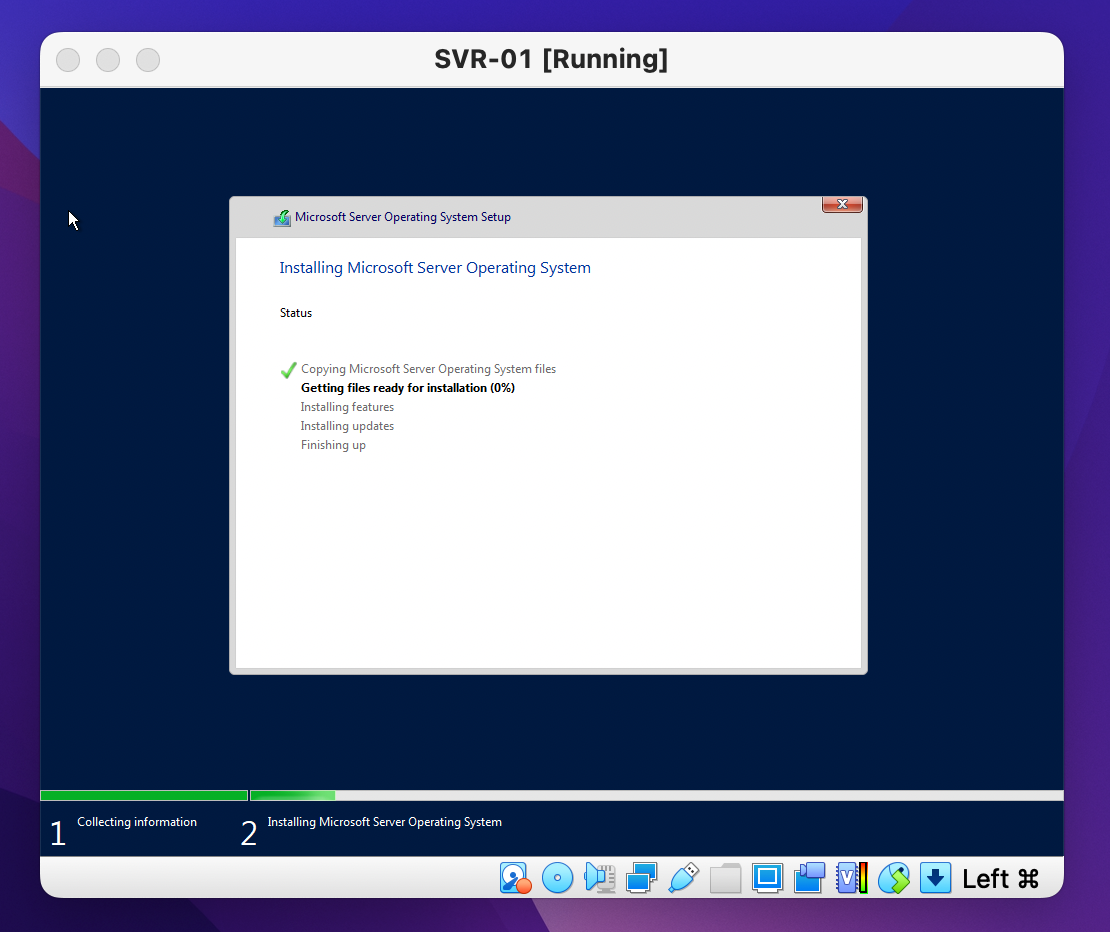 SVR-01 [Running]
Microsoft Server Operating System Setup
Installing Microsoft Server Operating System
Status
Copying Microsoft Server Operating System files
Getting files ready for installation (0%)
Installing features
Installing updates
Finishing up
1 Collecting information
2 Installing Microsoft Server Operating System
V
Left ⌘